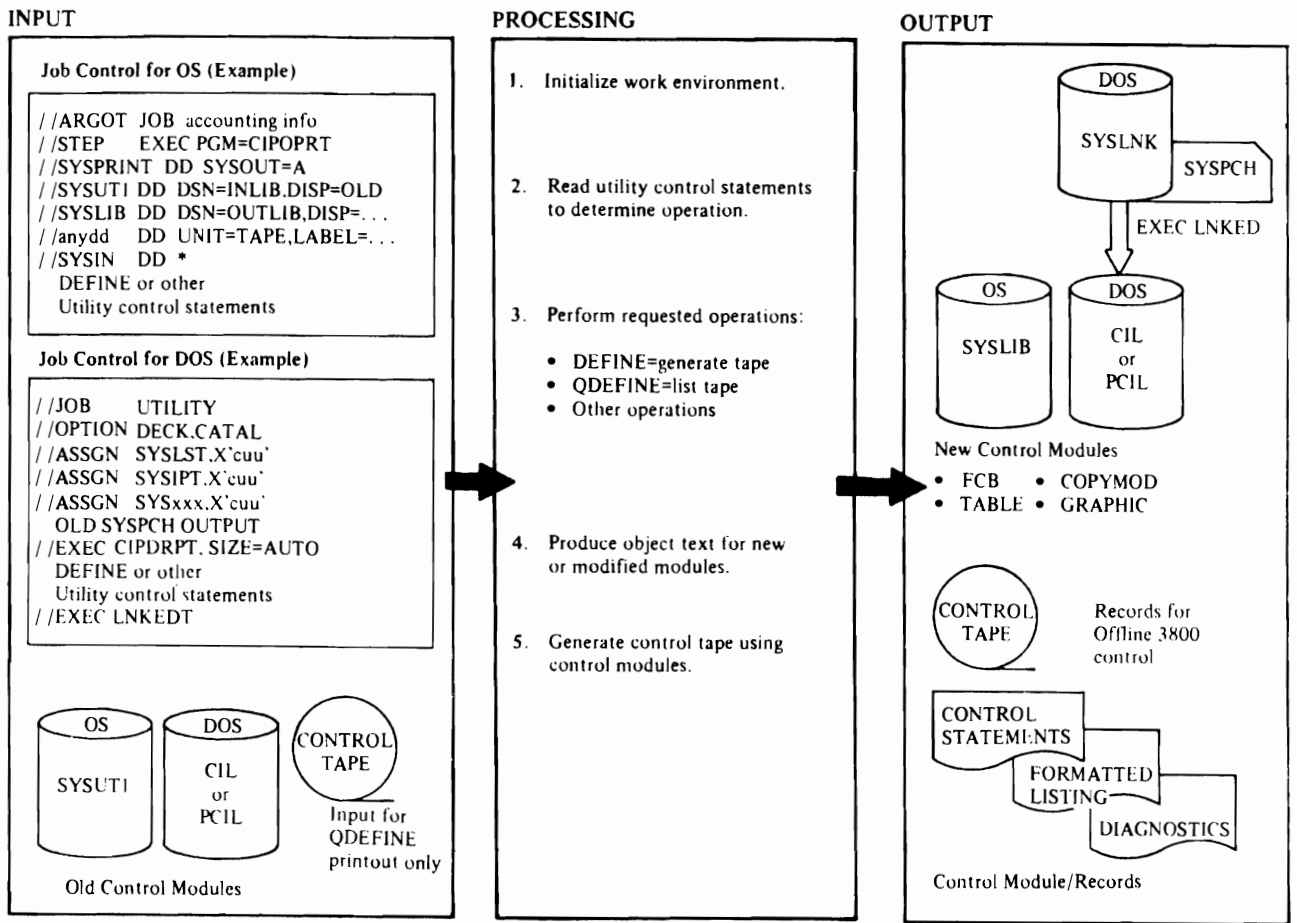 INPUT
Job Control for OS (Example)
//ARGOT JOB accounting info
//STEP EXEC PGM=CIPOPRT
//SYSPRINT DD SYSOUT=A
//SYSUT1 DD DSN=INLIB,DISP=OLD
//SYSLIB DD DSN=OUTLIB,DISP=...
//anydd DD UNIT=TAPE,LABEL=...
//SYSIN DD *
DEFINE or other
Utility control statements
Job Control for DOS (Example)
//JOB UTILITY
//OPTION DECK,CATAL
//ASSGN SYSLST,X'cuu'
//ASSGN SYSIPT,X'cuu'
//ASSGN SYSxxx,X'cuu'
OLD SYSPCH OUTPUT
//EXEC CIPDRPT, SIZE=AUTO
DEFINE or other
Utility control statements
//EXEC LNKEDT
OS
SYSUT1
DOS
CIL
or
PCIL
CONTROL
TAPE
Input for
QDEFINE
printout only
Old Control Modules
PROCESSING
1. Initialize work environment.
2. Read utility control statements
to determine operation.
3. Perform requested operations:
• DEFINE=generate tape
• QDEFINE=list tape
• Other operations
4. Produce object text for new
or modified modules.
5. Generate control tape using
control modules.
OUTPUT
DOS
SYSLNK
SYSPCH
EXEC LNKED
OS
SYSLIB
DOS
CIL
or
PCIL
New Control Modules
• FCB • COPYMOD
• TABLE • GRAPHIC
CONTROL
TAPE
Records for
Offline 3800
control
CONTROL
STATEMENTS
FORMATTED
LISTING
DIAGNOSTICS
Control Module/Records